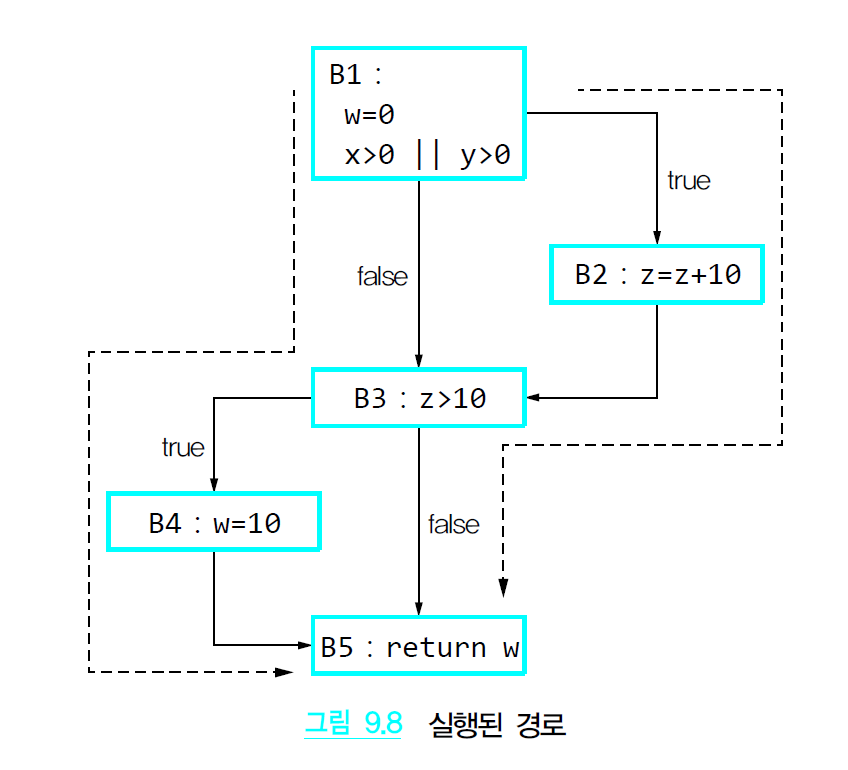 B1 :
w=0
x>0 || y>0
true
B2 : z=z+10
false
B3 : z>10
true
B4 : w=10
false
B5 : return w
그림 9.8 실행된 경로